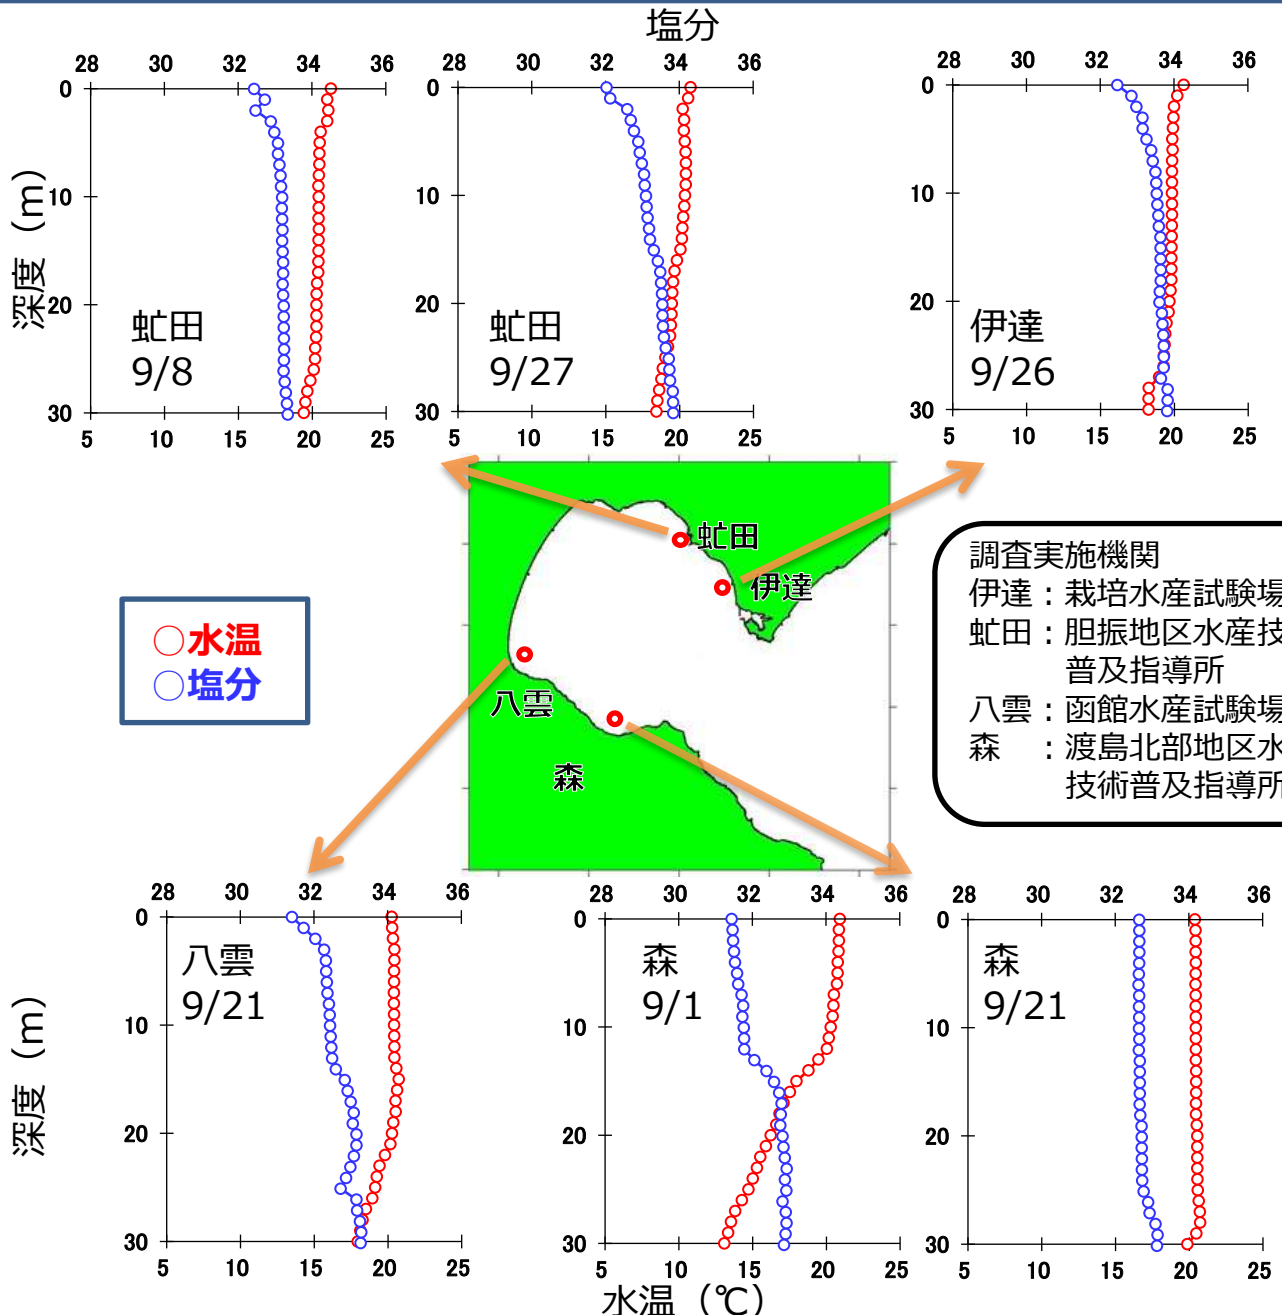 塩分
28 30 32 34 36
28 30 32 34 36
28 30 32 34 36
0
10
20
30
0
10
20
30
0
10
20
30
深度（m）
虻田
9/8
虻田
9/27
伊達
9/26
5 10 15 20 25
5 10 15 20 25
5 10 15 20 25
虻田
伊達
八雲
森
○水温
○塩分
調査実施機関
伊達：栽培水産試験場
虻田：胆振地区水産技
普及指導所
八雲：函館水産試験場
森　：渡島北部地区水
技術普及指導所
28 30 32 34 36
28 30 32 34 36
28 30 32 34 36
0
10
20
30
0
10
20
30
0
10
20
30
深度（m）
八雲
9/21
森
9/1
森
9/21
5 10 15 20 25
5 10 15 20 25
5 10 15 20 25
水温（℃）